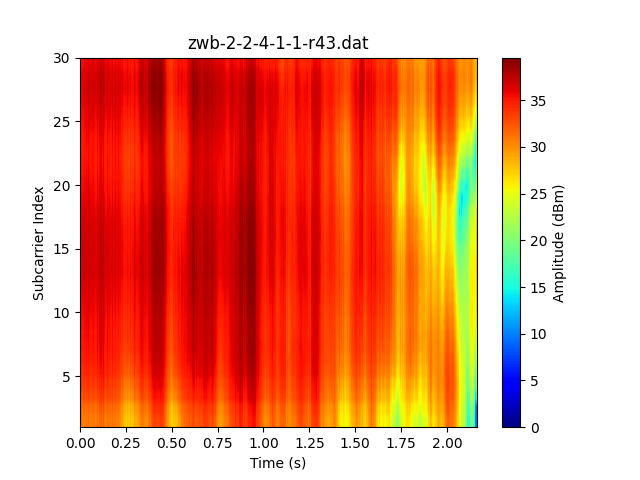 zwb-2-2-4-1-1-r43.dat
30
25
20
15
10
5
Subcarrier Index
0.00 0.25 0.50 0.75 1.00 1.25 1.50 1.75 2.00
Time (s)
35
30
25
20
15
10
5
0
Amplitude (dBm)